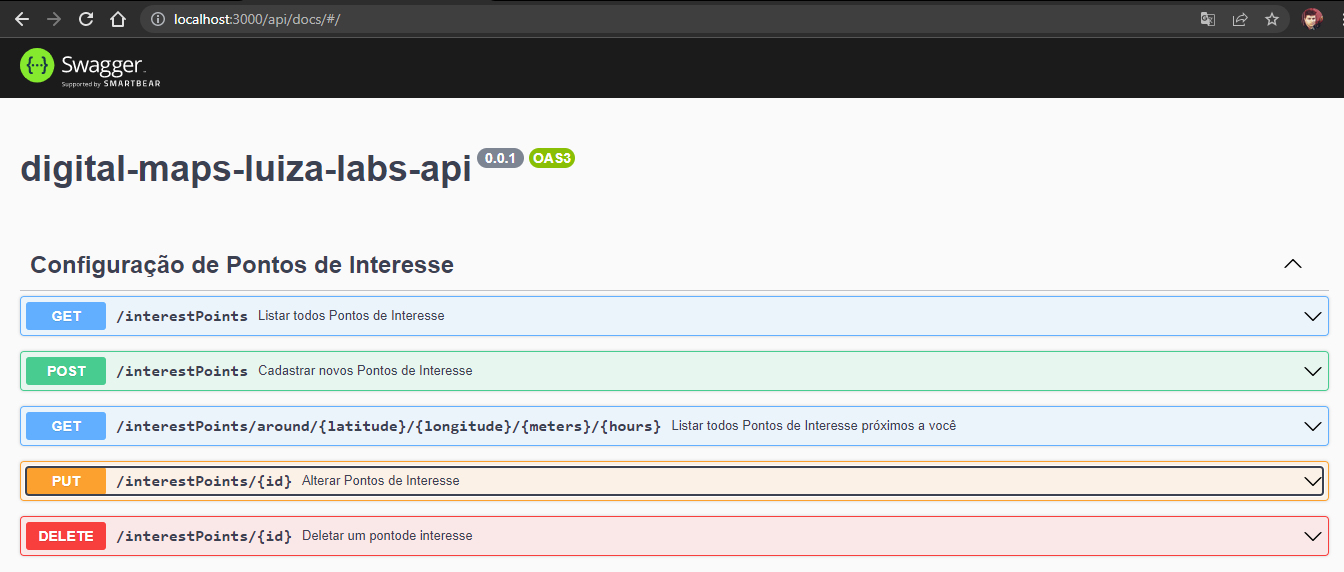 localhost:3000/api/docs/#/
{...} Swagger
Supported by SMARTBEAR
digital-maps-luiza-labs-api 0.0.1 OAS3
Configuração de Pontos de Interesse
GET /interestPoints Listar todos Pontos de Interesse
POST /interestPoints Cadastrar novos Pontos de Interesse
GET /interestPoints/around/{latitude}/{longitude}/{meters}/{hours} Listar todos Pontos de Interesse próximos a você
PUT /interestPoints/{id} Alterar Pontos de Interesse
DELETE /interestPoints/{id} Deletar um pontode interesse